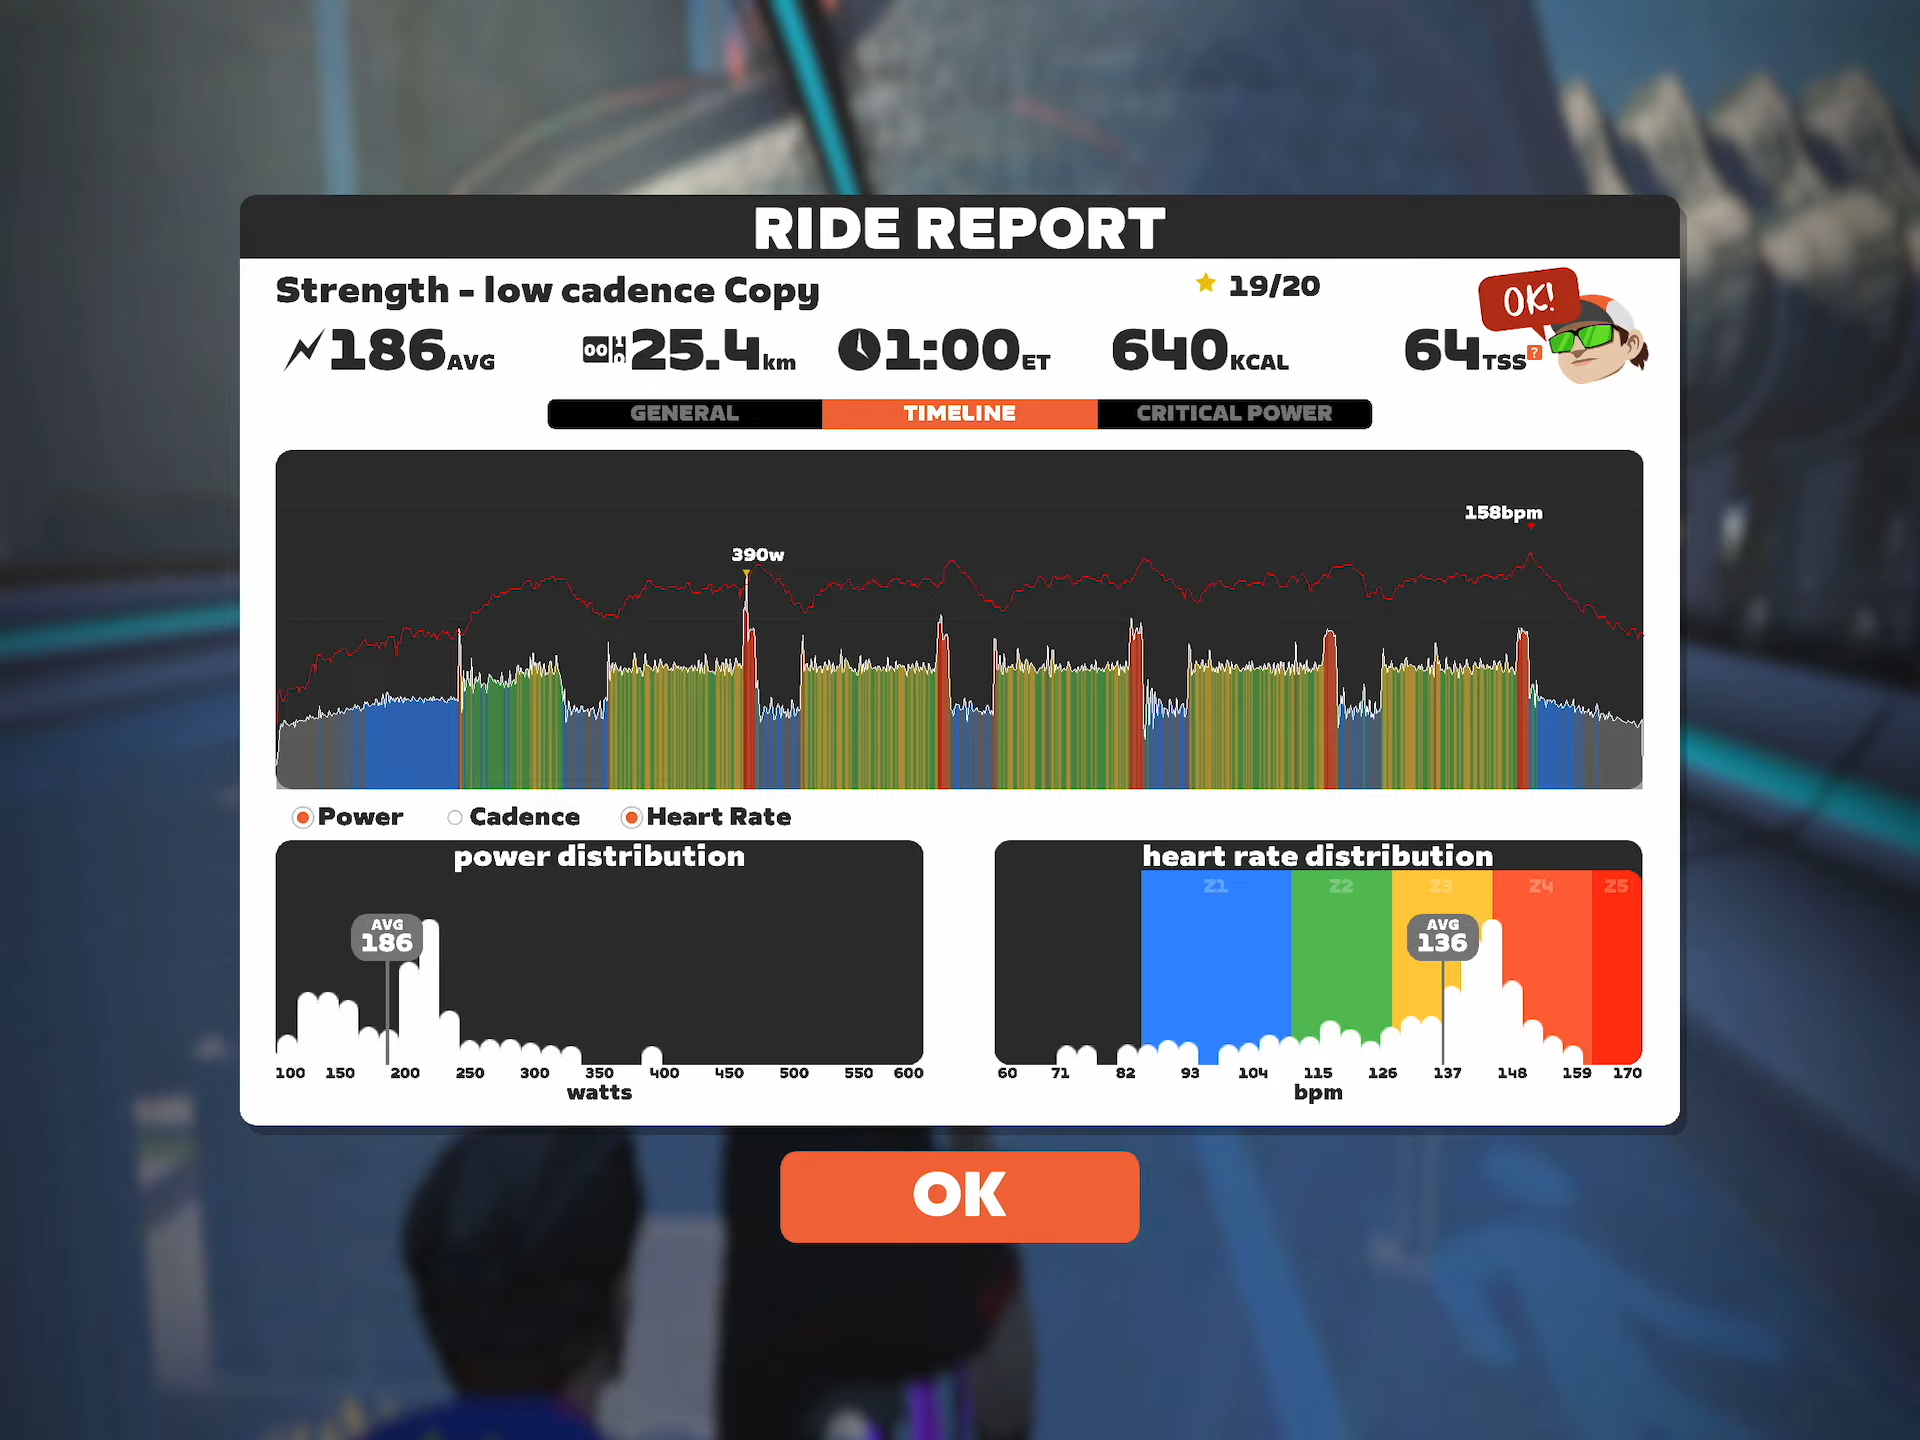 RIDE REPORT
Strength - low cadence Copy
19/20
OK!
186AVG
25.4km
1:00ET
640KCAL
64TSS?
GENERAL
TIMELINE
CRITICAL POWER
158bpm
390w
Power
Cadence
Heart Rate
power distribution
AVG
186
100 150 200 250 300 350 400 450 500 550 600
watts
heart rate distribution
Z1 Z2 Z3 Z4 Z5
AVG
136
60 71 82 93 104 115 126 137 148 159 170
bpm
OK